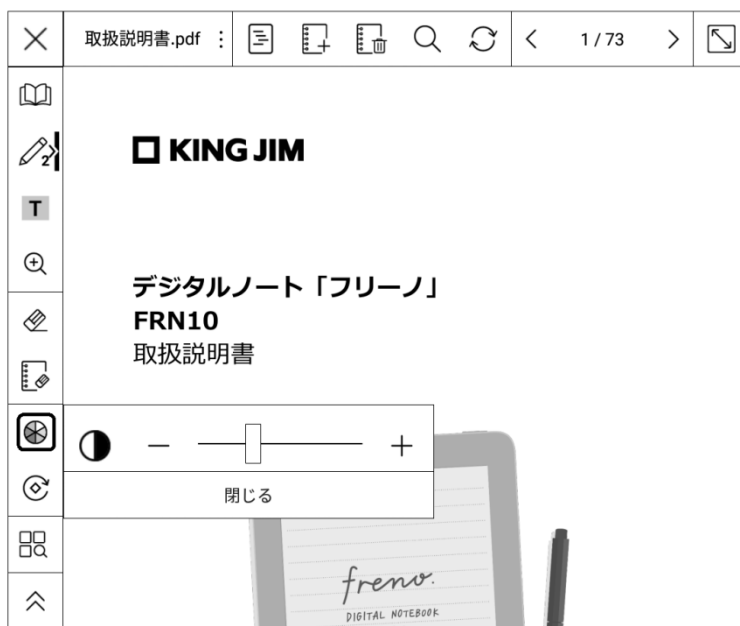 取扱説明書.pdf
1 / 73
2
T
KING JIM
デジタルノート「フリーノ」
FRN10
取扱説明書
閉じる
freno.
DIGITAL NOTEBOOK